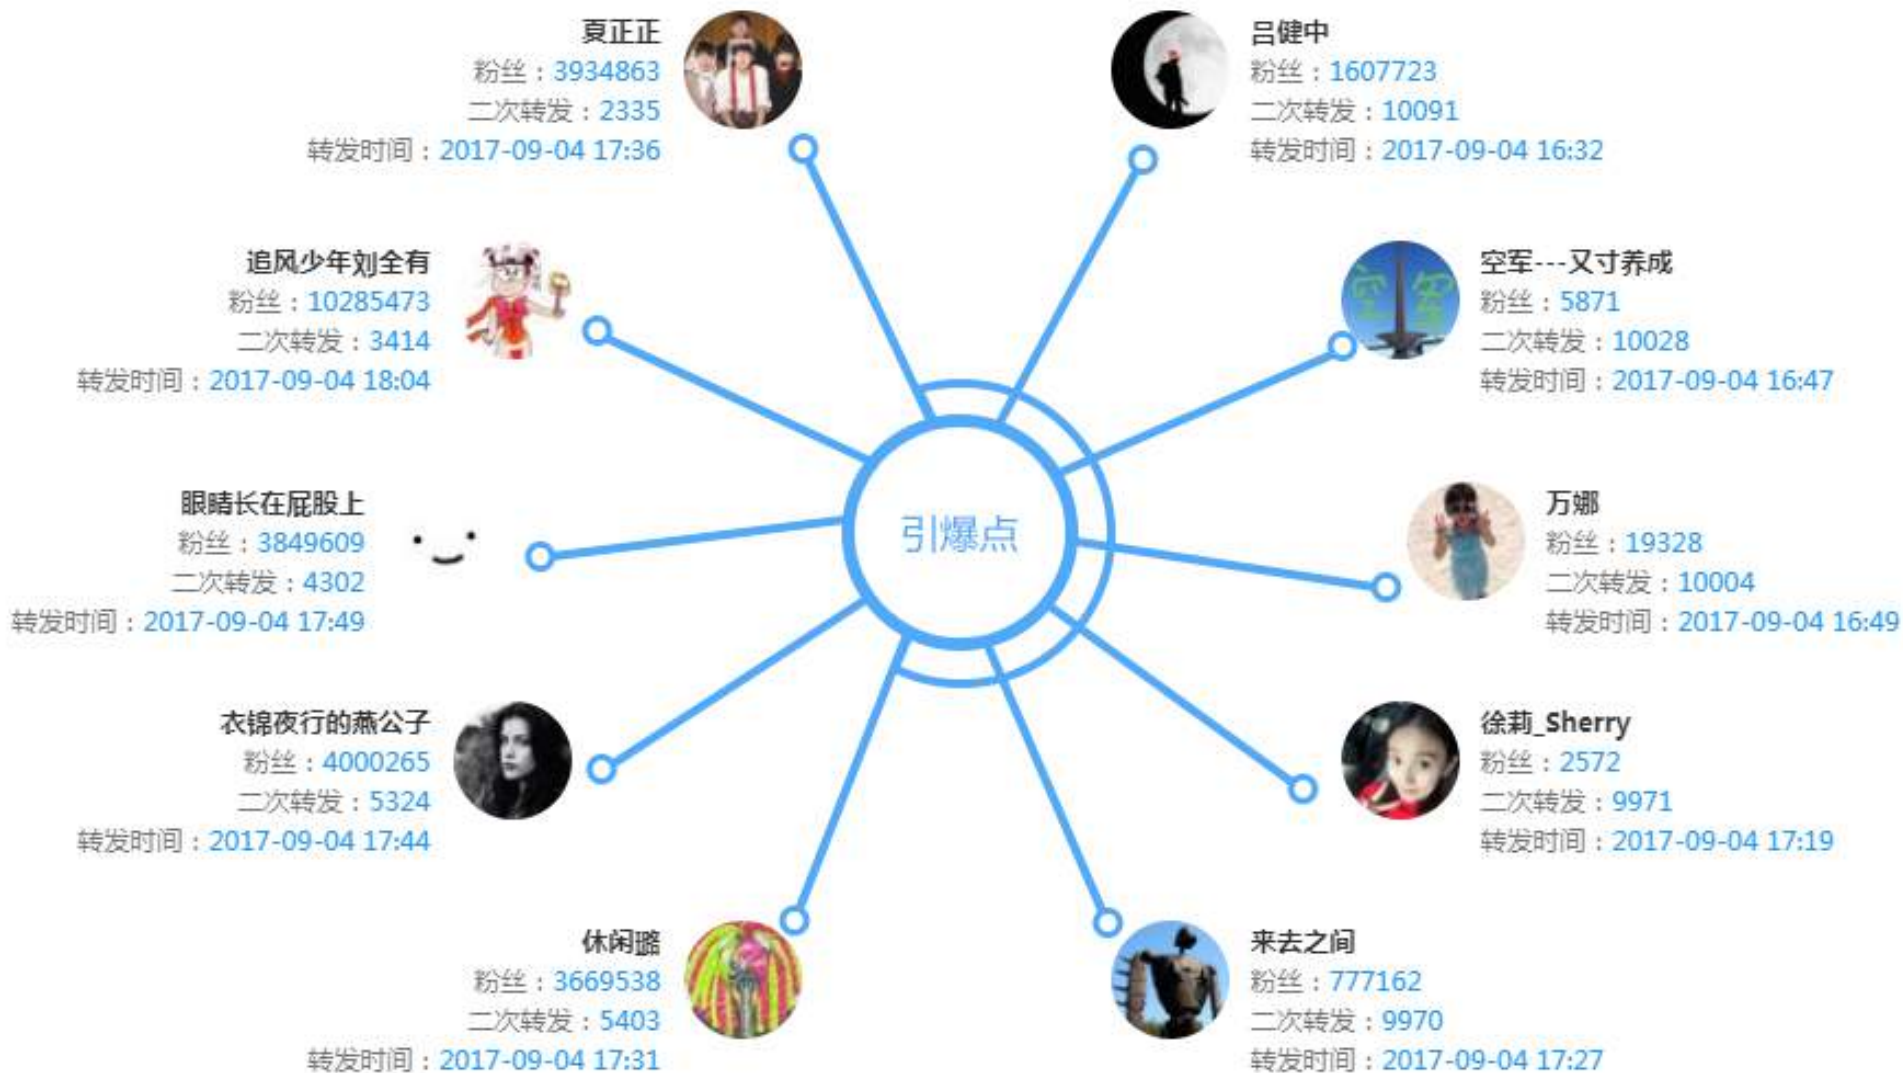 夏正正
粉丝：3934863
二次转发：2335
转发时间：2017-09-04 17:36
吕健中
粉丝：1607723
二次转发：10091
转发时间：2017-09-04 16:32
追风少年刘全有
粉丝：10285473
二次转发：3414
转发时间：2017-09-04 18:04
空军
空军---又寸养成
粉丝：5871
二次转发：10028
转发时间：2017-09-04 16:47
眼睛长在屁股上
粉丝：3849609
二次转发：4302
转发时间：2017-09-04 17:49
引爆点
万娜
粉丝：19328
二次转发：10004
转发时间：2017-09-04 16:49
衣锦夜行的燕公子
粉丝：4000265
二次转发：5324
转发时间：2017-09-04 17:44
徐莉_Sherry
粉丝：2572
二次转发：9971
转发时间：2017-09-04 17:19
休闲璐
粉丝：3669538
二次转发：5403
转发时间：2017-09-04 17:31
来去之间
粉丝：777162
二次转发：9970
转发时间：2017-09-04 17:27